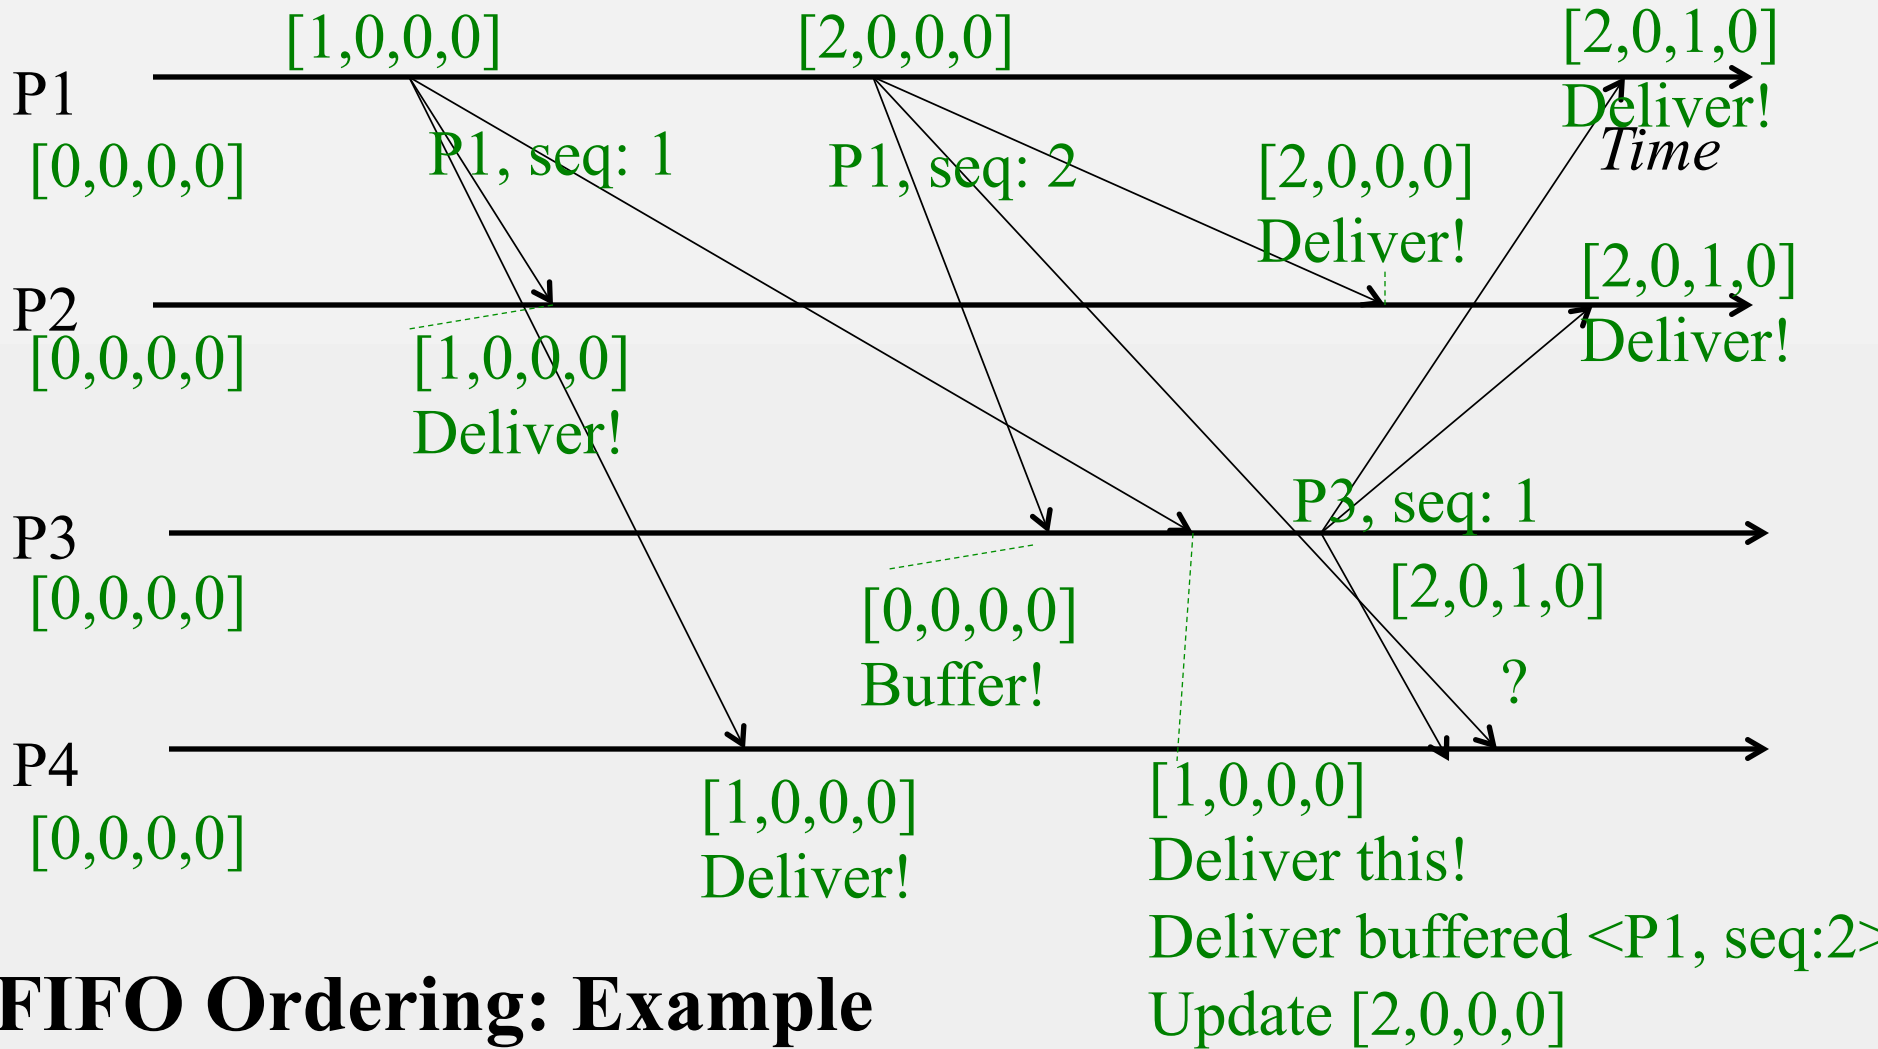 [1,0,0,0]
[2,0,0,0]
[2,0,1,0]
P1
Deliver!
Time
[0,0,0,0]
P1, seq: 1
P1, seq: 2
[2,0,0,0]
Deliver!
P2
[2,0,1,0]
Deliver!
[0,0,0,0]
[1,0,0,0]
Deliver!
P3
P3, seq: 1
[0,0,0,0]
[0,0,0,0]
Buffer!
[2,0,1,0]
?
P4
[0,0,0,0]
[1,0,0,0]
Deliver!
[1,0,0,0]
Deliver this!
Deliver buffered <P1, seq:2>
Update [2,0,0,0]
FIFO Ordering: Example